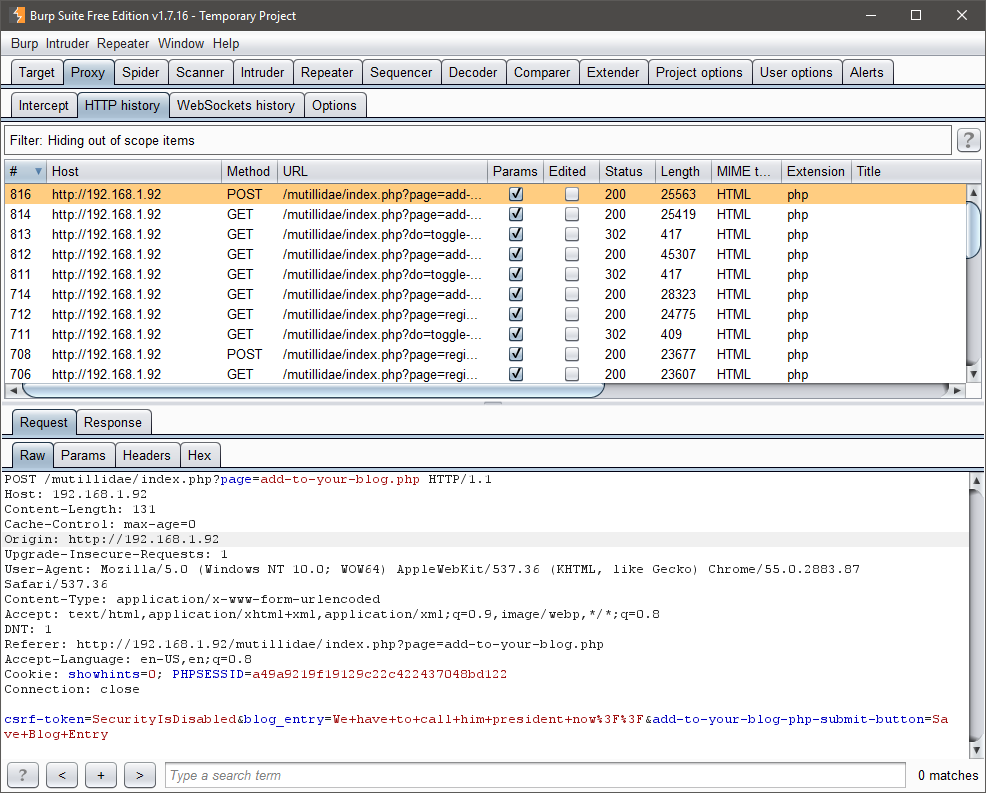 Burp Suite Free Edition v1.7.16 - Temporary Project
Burp Intruder Repeater Window Help
Target Proxy Spider Scanner Intruder Repeater Sequencer Decoder Comparer Extender Project options User options Alerts
Intercept HTTP history WebSockets history Options
Filter: Hiding out of scope items ?
# Host Method URL Params Edited Status Length MIME t... Extension Title
816 http://192.168.1.92 POST /mutillidae/index.php?page=add-... 200 25563 HTML php
814 http://192.168.1.92 GET /mutillidae/index.php?page=add-... 200 25419 HTML php
813 http://192.168.1.92 GET /mutillidae/index.php?do=toggle-... 302 417 HTML php
812 http://192.168.1.92 GET /mutillidae/index.php?page=add-... 200 45307 HTML php
811 http://192.168.1.92 GET /mutillidae/index.php?do=toggle-... 302 417 HTML php
714 http://192.168.1.92 GET /mutillidae/index.php?page=add-... 200 28323 HTML php
712 http://192.168.1.92 GET /mutillidae/index.php?page=regi... 200 24775 HTML php
711 http://192.168.1.92 GET /mutillidae/index.php?do=toggle-... 302 409 HTML php
708 http://192.168.1.92 POST /mutillidae/index.php?page=regi... 200 23677 HTML php
706 http://192.168.1.92 GET /mutillidae/index.php?page=regi... 200 23607 HTML php
Request Response
Raw Params Headers Hex
POST /mutillidae/index.php?page=add-to-your-blog.php HTTP/1.1
Host: 192.168.1.92
Content-Length: 131
Cache-Control: max-age=0
Origin: http://192.168.1.92
Upgrade-Insecure-Requests: 1
User-Agent: Mozilla/5.0 (Windows NT 10.0; WOW64) AppleWebKit/537.36 (KHTML, like Gecko) Chrome/55.0.2883.87
Safari/537.36
Content-Type: application/x-www-form-urlencoded
Accept: text/html,application/xhtml+xml,application/xml;q=0.9,image/webp,*/*;q=0.8
DNT: 1
Referer: http://192.168.1.92/mutillidae/index.php?page=add-to-your-blog.php
Accept-Language: en-US,en;q=0.8
Cookie: showhints=0; PHPSESSID=a49a9219f19129c22c422437048bd122
Connection: close
csrf-token=SecurityIsDisabled&blog_entry=We+have+to+call+him+president+now%3F%3F&add-to-your-blog-php-submit-button=Sa
ve+Blog+Entry
? < + > Type a search term 0 matches